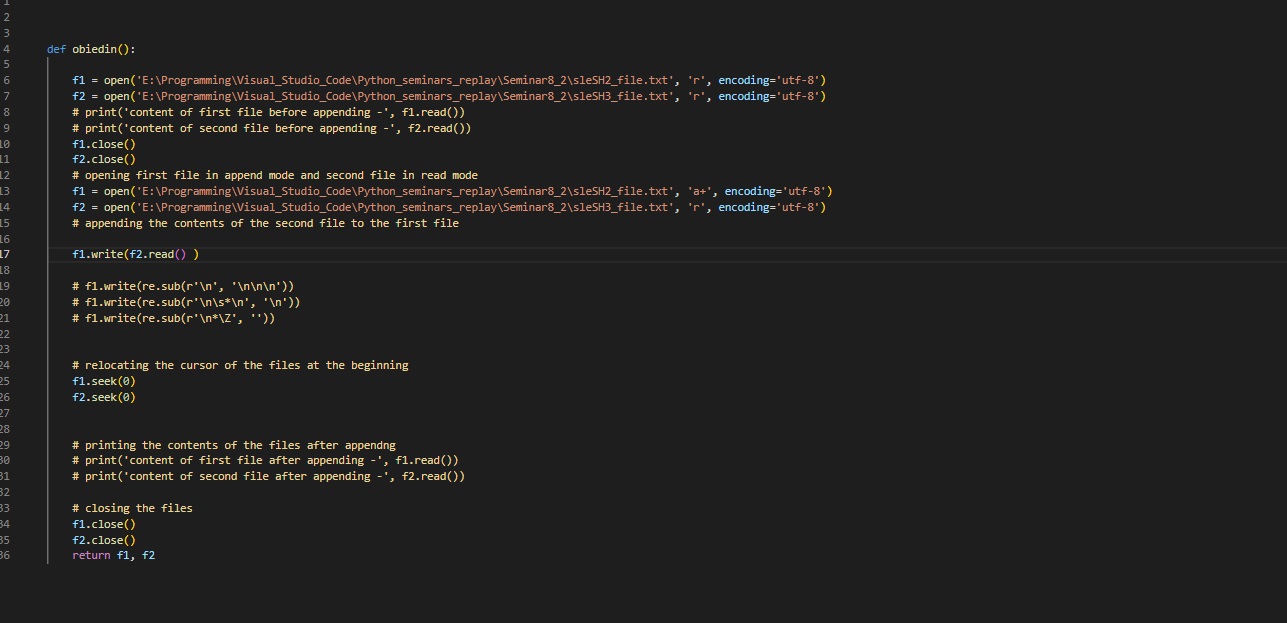 1
2
3
4 def obiedin():
5
6 f1 = open('E:\Programming\Visual_Studio_Code\Python_seminars_replay\Seminar8_2\sleSH2_file.txt', 'r', encoding='utf-8')
7 f2 = open('E:\Programming\Visual_Studio_Code\Python_seminars_replay\Seminar8_2\sleSH3_file.txt', 'r', encoding='utf-8')
8 # print('content of first file before appending -', f1.read())
9 # print('content of second file before appending -', f2.read())
10 f1.close()
11 f2.close()
12 # opening first file in append mode and second file in read mode
13 f1 = open('E:\Programming\Visual_Studio_Code\Python_seminars_replay\Seminar8_2\sleSH2_file.txt', 'a+', encoding='utf-8')
14 f2 = open('E:\Programming\Visual_Studio_Code\Python_seminars_replay\Seminar8_2\sleSH3_file.txt', 'r', encoding='utf-8')
15 # appending the contents of the second file to the first file
16
17 f1.write(f2.read() )
18
19 # f1.write(re.sub(r'\n', '\n\n\n'))
20 # f1.write(re.sub(r'\n\s*\n', '\n'))
21 # f1.write(re.sub(r'\n*\Z', ''))
22
23
24 # relocating the cursor of the files at the beginning
25 f1.seek(0)
26 f2.seek(0)
27
28
29 # printing the contents of the files after appendng
30 # print('content of first file after appending -', f1.read())
31 # print('content of second file after appending -', f2.read())
32
33 # closing the files
34 f1.close()
35 f2.close()
36 return f1, f2